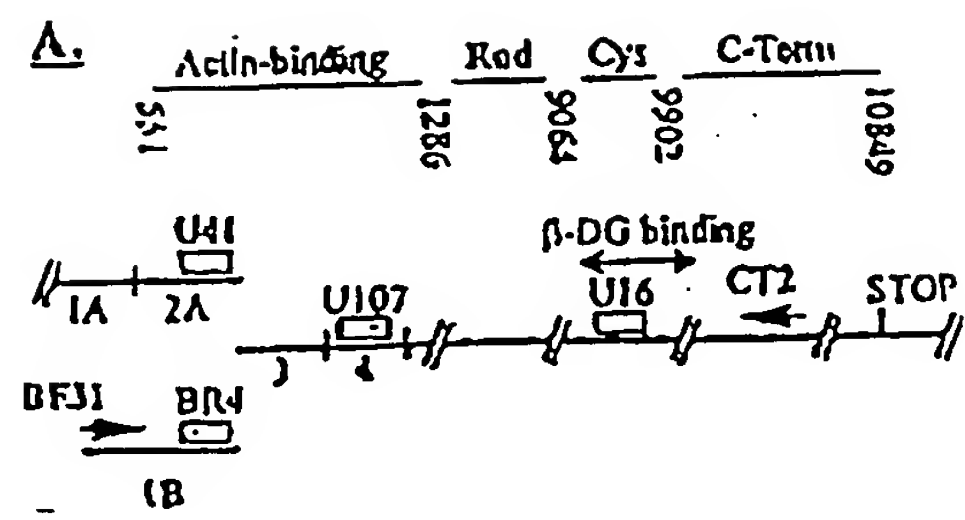 A.
Actin-binding Rod Cys C-Term
1286 9064 9902 10849
U41
β-DG binding
U107 U16 CT2 STOP
1A 2A
3 4
BF31 BR4
1B